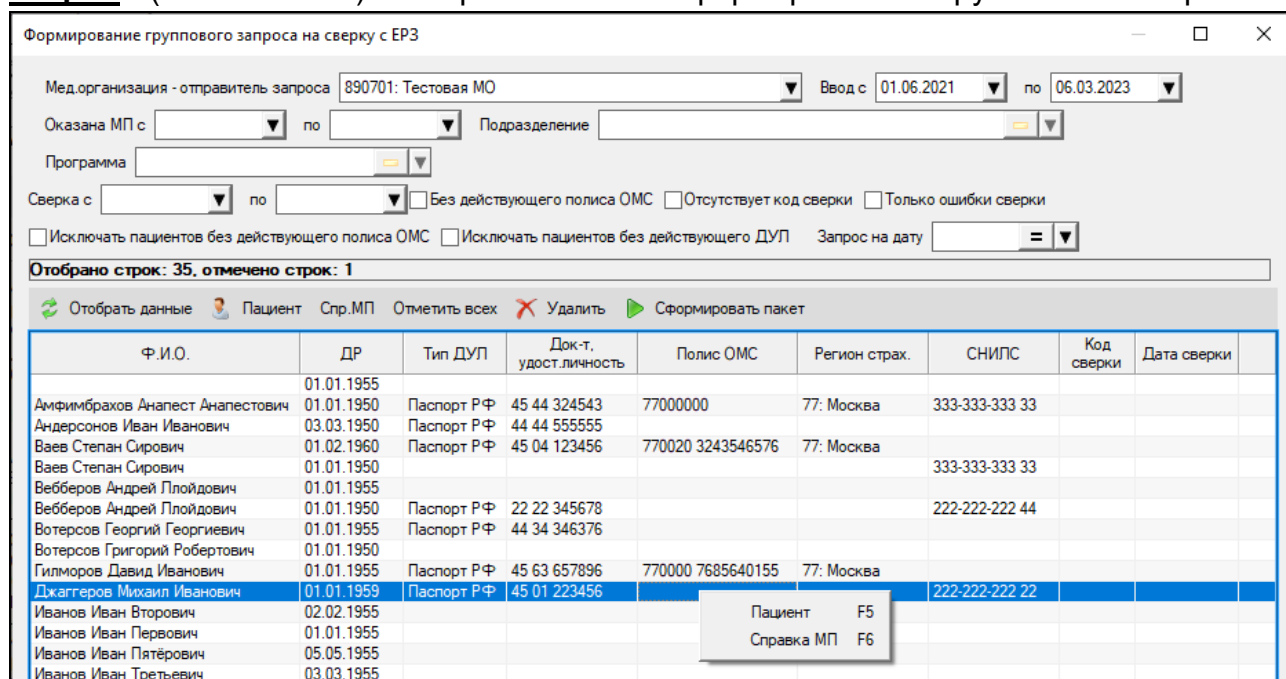 Формирование группового запроса на сверку с ЕРЗ
Мед.организация - отправитель запроса 890701: Тестовая МО Ввод с 01.06.2021 по 06.03.2023
Оказана МП с по Подразделение
Программа
Сверка с по Без действующего полиса ОМС Отсутствует код сверки Только ошибки сверки
Исключать пациентов без действующего полиса ОМС Исключать пациентов без действующего ДУЛ Запрос на дату =
Отобрано строк: 35, отмечено строк: 1
Отобрать данные Пациент Спр.МП Отметить всех Удалить Сформировать пакет
Ф.И.О. ДР Тип ДУЛ Док-т, удост.личность Полис ОМС Регион страх. СНИЛС Код сверки Дата сверки
01.01.1955
Амфимбрахов Анапест Анапестович 01.01.1950 Паспорт РФ 45 44 324543 77000000 77: Москва 333-333-333 33
Андерсонов Иван Иванович 03.03.1950 Паспорт РФ 44 44 555555
Ваев Степан Сирович 01.02.1960 Паспорт РФ 45 04 123456 770020 3243546576 77: Москва
Ваев Степан Сирович 01.01.1950 333-333-333 33
Вебберов Андрей Плойдович 01.01.1955
Вебберов Андрей Плойдович 01.01.1950 Паспорт РФ 22 22 345678 222-222-222 44
Вотерсов Георгий Георгиевич 01.01.1955 Паспорт РФ 44 34 346376
Вотерсов Григорий Робертович 01.01.1950
Гилморов Давид Иванович 01.01.1955 Паспорт РФ 45 63 657896 770000 7685640155 77: Москва
Джаггеров Михаил Иванович 01.01.1959 Паспорт РФ 45 01 223456 222-222-222 22
Иванов Иван Вторович 02.02.1955
Пациент F5
Иванов Иван Первович 01.01.1955
Справка МП F6
Иванов Иван Пятёрович 05.05.1955
Иванов Иван Третьевич 03.03.1955